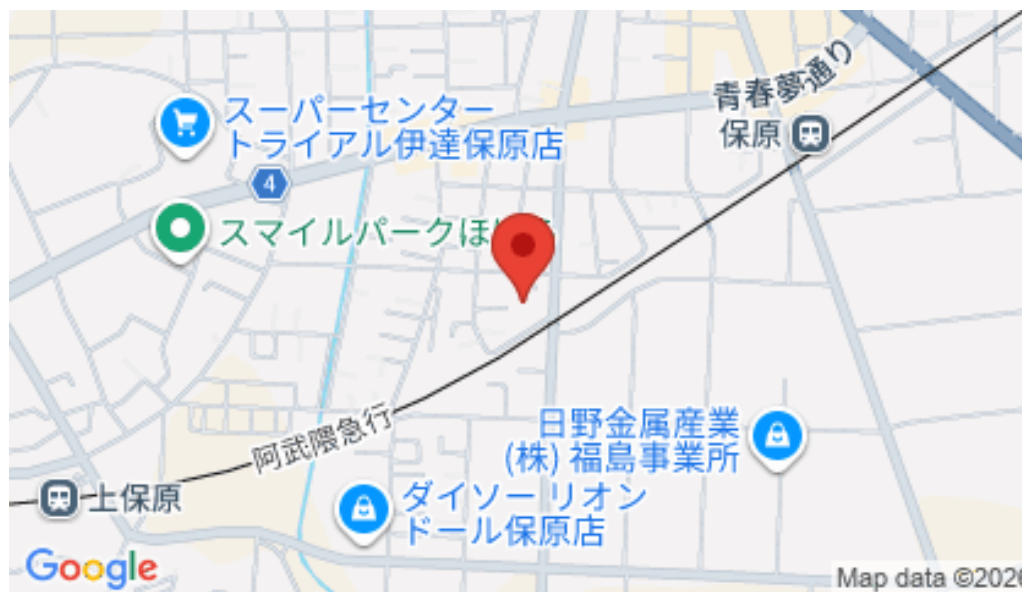 青春夢通り
スーパーセンター
トライアル伊達保原店
保原
4
スマイルパークほ
日野金属産業
(株) 福島事業所
阿武隈急行
上保原
ダイソー リオン
ドール保原店
Google
Map data ©2026